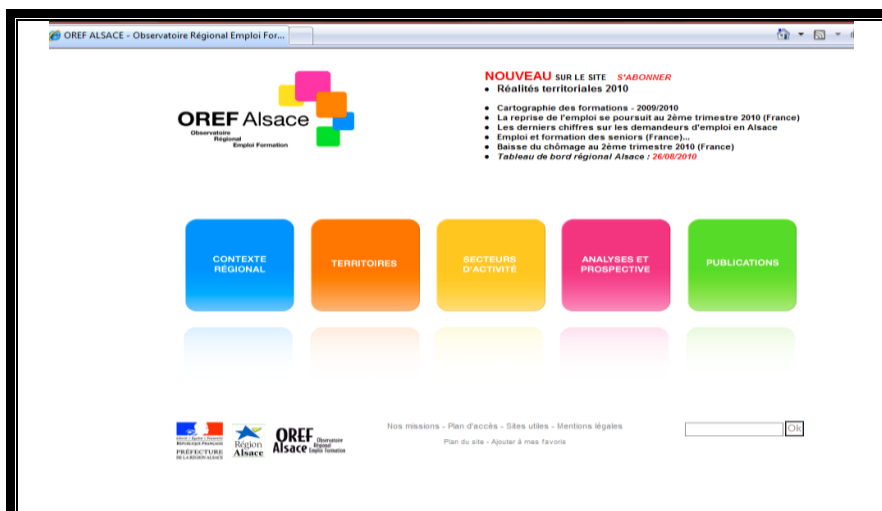 OREF ALSACE - Observatoire Régional Emploi For...
OREF Alsace
Observatoire
Régional
Emploi Formation
NOUVEAU SUR LE SITE S'ABONNER
• Réalités territoriales 2010
• Cartographie des formations - 2009/2010
• La reprise de l'emploi se poursuit au 2ème trimestre 2010 (France)
• Les derniers chiffres sur les demandeurs d'emploi en Alsace
• Emploi et formation des seniors (France)...
• Baisse du chômage au 2ème trimestre 2010 (France)
• Tableau de bord régional Alsace : 26/08/2010
CONTEXTE
RÉGIONAL
TERRITOIRES
SECTEURS
D'ACTIVITÉ
ANALYSES ET
PROSPECTIVE
PUBLICATIONS
PRÉFECTURE
DE LA RÉGION ALSACE
Région
Alsace
OREF
Alsace
Observatoire
Régional
Emploi Formation
Nos missions - Plan d'accès - Sites utiles - Mentions légales
Plan du site - Ajouter à mes favoris
Ok